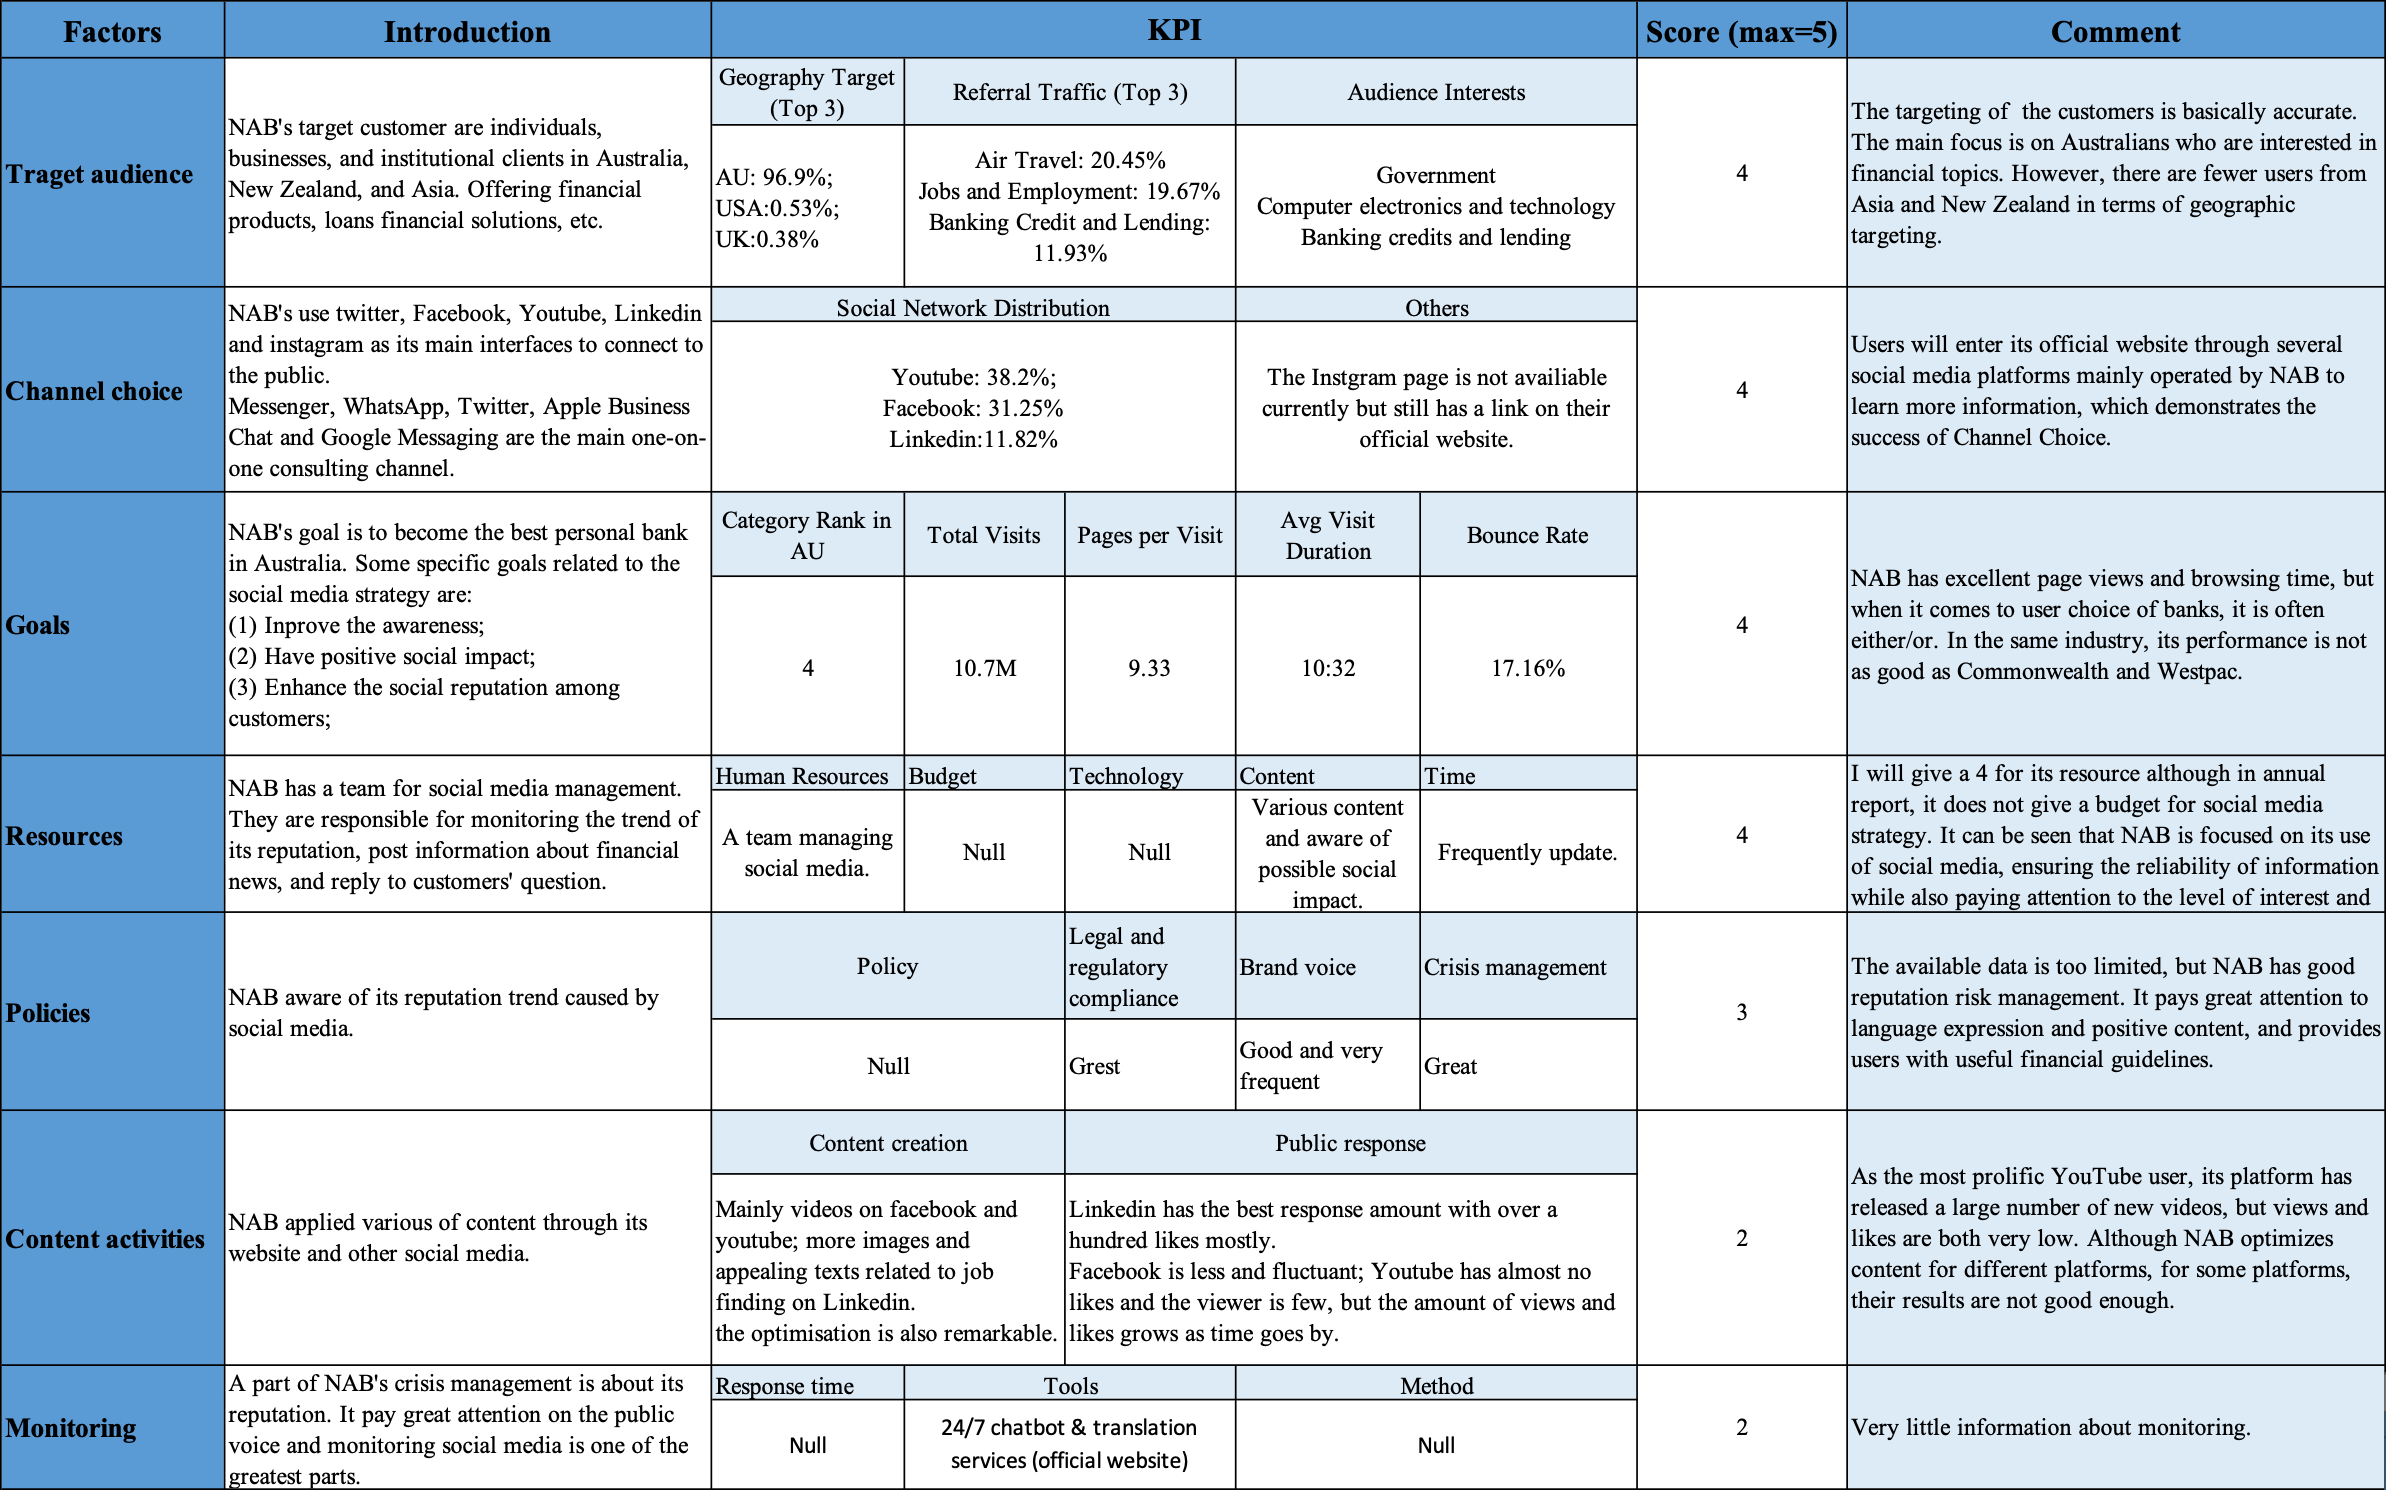 Factors
Introduction
KPI
Score (max=5)
Comment
Traget audience
NAB's target customer are individuals,
businesses, and institutional clients in Australia,
New Zealand, and Asia. Offering financial
products, loans financial solutions, etc.
Geography Target
(Top 3)
Referral Traffic (Top 3)
Audience Interests
AU: 96.9%;
USA:0.53%;
UK:0.38%
Air Travel: 20.45%
Jobs and Employment: 19.67%
Banking Credit and Lending:
11.93%
Government
Computer electronics and technology
Banking credits and lending
4
The targeting of  the customers is basically accurate.
The main focus is on Australians who are interested in
financial topics. However, there are fewer users from
Asia and New Zealand in terms of geographic
targeting.
Channel choice
NAB's use twitter, Facebook, Youtube, Linkedin
and instagram as its main interfaces to connect to
the public.
Messenger, WhatsApp, Twitter, Apple Business
Chat and Google Messaging are the main one-on-
one consulting channel.
Social Network Distribution
Others
Youtube: 38.2%;
Facebook: 31.25%
Linkedin:11.82%
The Instgram page is not availiable
currently but still has a link on their
official website.
4
Users will enter its official website through several
social media platforms mainly operated by NAB to
learn more information, which demonstrates the
success of Channel Choice.
Goals
NAB's goal is to become the best personal bank
in Australia. Some specific goals related to the
social media strategy are:
(1) Inprove the awareness;
(2) Have positive social impact;
(3) Enhance the social reputation among
customers;
Category Rank in
AU
Total Visits
Pages per Visit
Avg Visit
Duration
Bounce Rate
4
10.7M
9.33
10:32
17.16%
4
NAB has excellent page views and browsing time, but
when it comes to user choice of banks, it is often
either/or. In the same industry, its performance is not
as good as Commonwealth and Westpac.
Resources
NAB has a team for social media management.
They are responsible for monitoring the trend of
its reputation, post information about financial
news, and reply to customers' question.
Human Resources
Budget
Technology
Content
Time
A team managing
social media.
Null
Null
Various content
and aware of
possible social
impact.
Frequently update.
4
I will give a 4 for its resource although in annual
report, it does not give a budget for social media
strategy. It can be seen that NAB is focused on its use
of social media, ensuring the reliability of information
while also paying attention to the level of interest and
Policies
NAB aware of its reputation trend caused by
social media.
Policy
Legal and
regulatory
compliance
Brand voice
Crisis management
Null
Grest
Good and very
frequent
Great
3
The available data is too limited, but NAB has good
reputation risk management. It pays great attention to
language expression and positive content, and provides
users with useful financial guidelines.
Content activities
NAB applied various of content through its
website and other social media.
Content creation
Public response
Mainly videos on facebook and
youtube; more images and
appealing texts related to job
finding on Linkedin.
the optimisation is also remarkable.
Linkedin has the best response amount with over a
hundred likes mostly.
Facebook is less and fluctuant; Youtube has almost no
likes and the viewer is few, but the amount of views and
likes grows as time goes by.
2
As the most prolific YouTube user, its platform has
released a large number of new videos, but views and
likes are both very low. Although NAB optimizes
content for different platforms, for some platforms,
their results are not good enough.
Monitoring
A part of NAB's crisis management is about its
reputation. It pay great attention on the public
voice and monitoring social media is one of the
greatest parts.
Response time
Tools
Method
Null
24/7 chatbot & translation
services (official website)
Null
2
Very little information about monitoring.